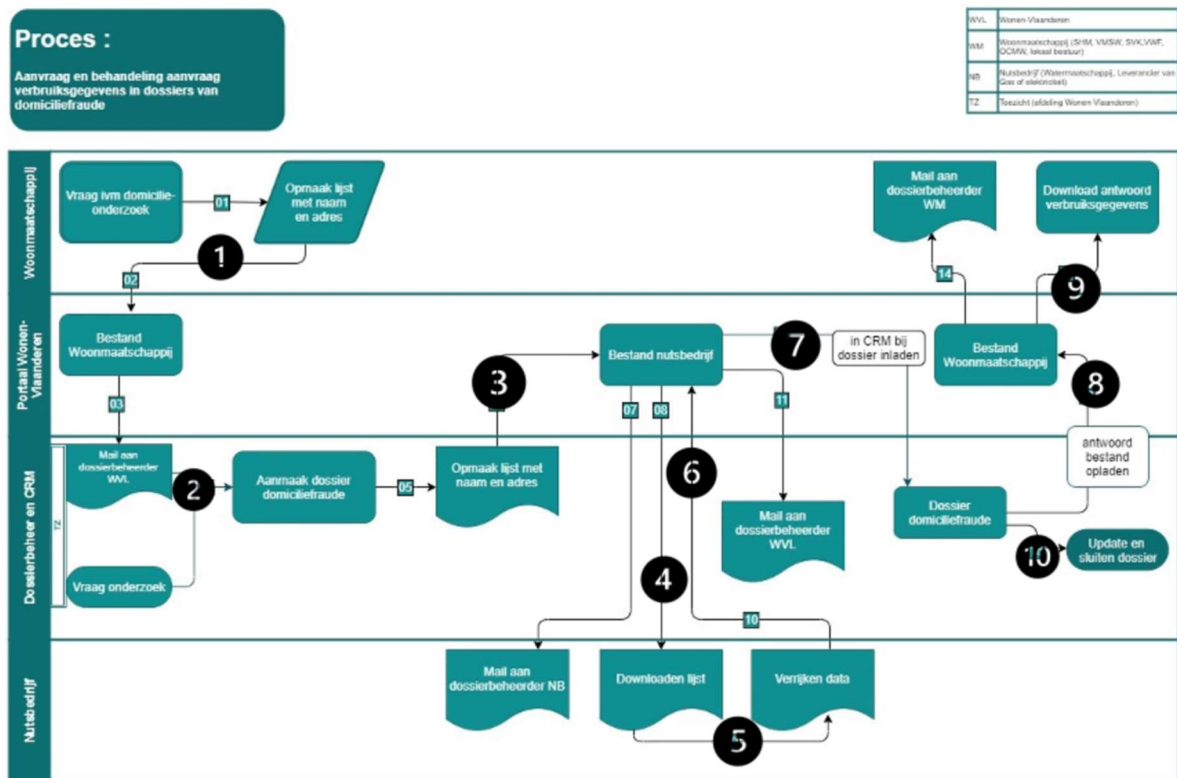 Proces :
Aanvraag en behandeling aanvraag
verbruiksgegevens in dossiers van
domiciliefraude
WVL Wonen-Vlaanderen
WM Woonmaatschappij (SHM, VMSW, SVK,VWF,
OCMW, lokaal bestuur)
NB Nutsbedrijf (Watermaatschappij, Leverancier van
Gas of elektriciteit)
TZ Toezicht (afdeling Wonen-Vlaanderen)
Woonmaatschappij
Vraag ivm domicilie-
onderzoek
01
Opmaak lijst
met naam
en adres
1
02
Mail aan
dossierbeheerder
WM
Download antwoord
verbruiksgegevens
14
9
Portaal Wonen-
Vlaanderen
Bestand
Woonmaatschappij
03
3
Bestand nutsbedrijf
07
08
6
7
11
in CRM bij
dossier inladen
Bestand
Woonmaatschappij
8
antwoord
bestand
opladen
Dossierbeheer en CRM
TZ
Mail aan
dossierbeheerder
WVL
2
Vraag onderzoek
Aanmaak dossier
domiciliefraude
05
Opmaak lijst met
naam en adres
4
10
Mail aan
dossierbeheerder
WVL
Dossier
domiciliefraude
10
Update en
sluiten dossier
Nutsbedrijf
Mail aan
dossierbeheerder NB
Downloaden lijst
5
Verrijken data